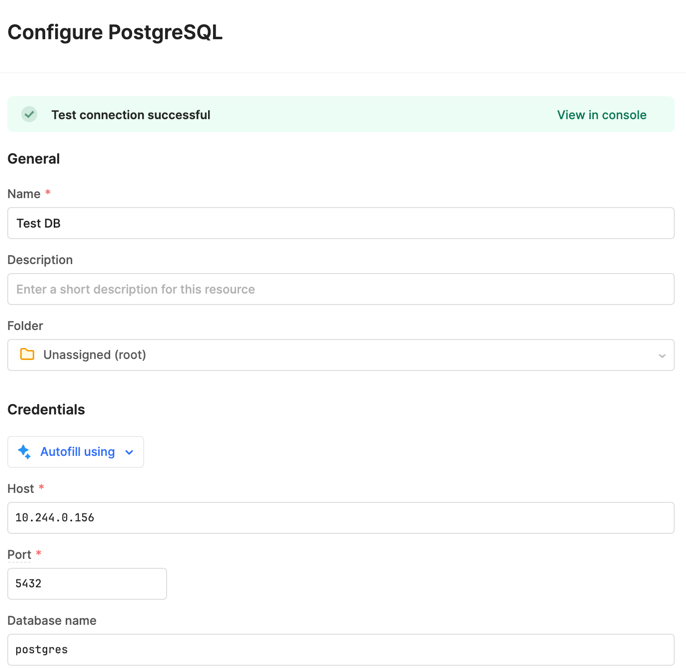 Configure PostgreSQL
Test connection successful View in console
General
Name *
Test DB
Description
Enter a short description for this resource
Folder
Unassigned (root)
Credentials
Autofill using
Host *
10.244.0.156
Port *
5432
Database name
postgres